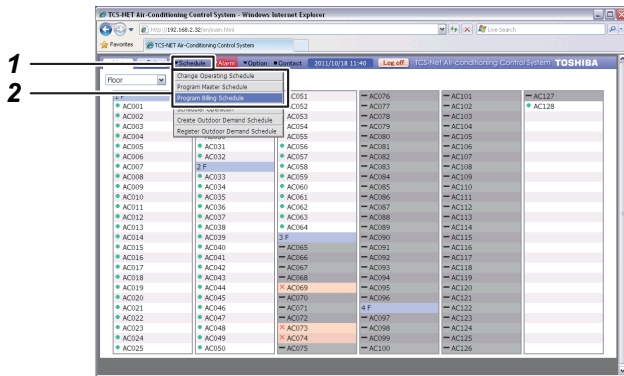 TCS-NET Air-Conditioning Control System - Windows Internet Explorer
http://192.168.2.32/en/main.html
Live Search
Favorites
TCS-NET Air-Conditioning Control System
1
▼Schedule
Alarm
▼Option
■Contact
2011/10/18 11:40
Log off
TCS-Net Air-conditioning Control System TOSHIBA
2
Floor
Change Operating Schedule
Program Master Schedule
Program Billing Schedule
Create Outdoor Demand Schedule
Register Outdoor Demand Schedule
AC001
AC002
AC003
AC004
AC005
AC006
AC007
AC008
AC009
AC010
AC011
AC012
AC013
AC014
AC015
AC016
AC017
AC018
AC019
AC020
AC021
AC022
AC023
AC024
AC025
AC031
AC032
2 F
AC033
AC034
AC035
AC036
AC037
AC038
AC039
AC040
AC041
AC042
AC043
AC044
AC045
AC046
AC047
AC048
AC049
AC050
AC051
AC052
AC053
AC054
AC055
AC056
AC057
AC058
AC059
AC060
AC061
AC062
AC063
AC064
3 F
AC065
AC066
AC067
AC068
AC069
AC070
AC071
AC072
AC073
AC074
AC075
AC076
AC077
AC078
AC079
AC080
AC081
AC082
AC083
AC084
AC085
AC086
AC087
AC088
AC089
AC090
AC091
AC092
AC093
AC094
AC095
AC096
4 F
AC097
AC098
AC099
AC100
AC101
AC102
AC103
AC104
AC105
AC106
AC107
AC108
AC109
AC110
AC111
AC112
AC113
AC114
AC115
AC116
AC117
AC118
AC119
AC120
AC121
AC122
AC123
AC124
AC125
AC126
AC127
AC128